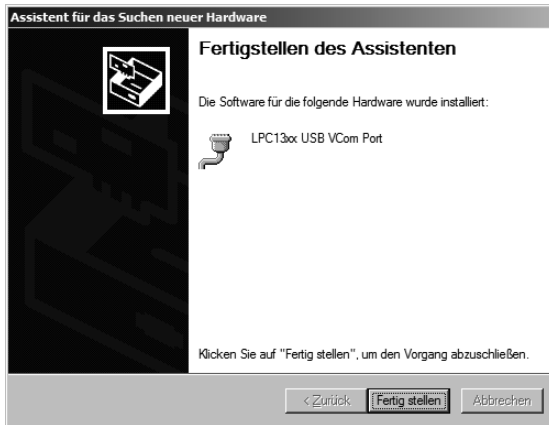 Assistent für das Suchen neuer Hardware
Fertigstellen des Assistenten
Die Software für die folgende Hardware wurde installiert:
LPC13xx USB VCom Port
Klicken Sie auf "Fertig stellen", um den Vorgang abzuschließen.
< Zurück
Fertig stellen
Abbrechen